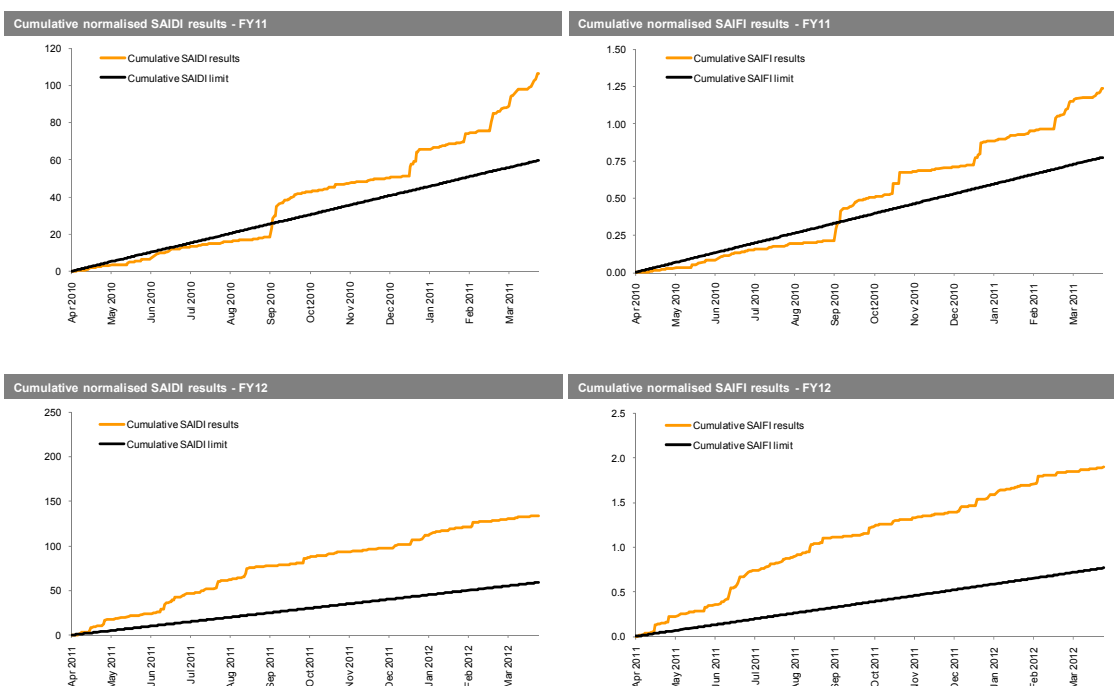 Cumulative normalised SAIDI results - FY11
120
100
80
60
40
20
0
Cumulative SAIDI results
Cumulative SAIDI limit
Apr 2010
May 2010
Jun 2010
Jul 2010
Aug 2010
Sep 2010
Oct 2010
Nov 2010
Dec 2010
Jan 2011
Feb 2011
Mar 2011
Cumulative normalised SAIFI results - FY11
1.50
1.25
1.00
0.75
0.50
0.25
0.00
Cumulative SAIFI results
Cumulative SAIFI limit
Apr 2010
May 2010
Jun 2010
Jul 2010
Aug 2010
Sep 2010
Oct 2010
Nov 2010
Dec 2010
Jan 2011
Feb 2011
Mar 2011
Cumulative normalised SAIDI results - FY12
250
200
150
100
50
0
Cumulative SAIDI results
Cumulative SAIDI limit
Apr 2011
May 2011
Jun 2011
Jul 2011
Aug 2011
Sep 2011
Oct 2011
Nov 2011
Dec 2011
Jan 2012
Feb 2012
Mar 2012
Cumulative normalised SAIFI results - FY12
2.5
2.0
1.5
1.0
0.5
0.0
Cumulative SAIFI results
Cumulative SAIFI limit
Apr 2011
May 2011
Jun 2011
Jul 2011
Aug 2011
Sep 2011
Oct 2011
Nov 2011
Dec 2011
Jan 2012
Feb 2012
Mar 2012